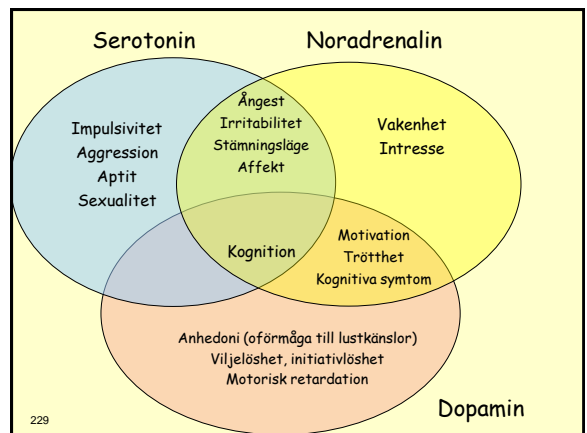 Serotonin
Noradrenalin
Impulsivitet
Aggression
Aptit
Sexualitet
Ångest
Irritabilitet
Stämningsläge
Affekt
Vakenhet
Intresse
Kognition
Motivation
Trötthet
Kognitiva symtom
Anhedoni (oförmåga till lustkänslor)
Viljelöshet, initiativlöshet
Motorisk retardation
Dopamin
229